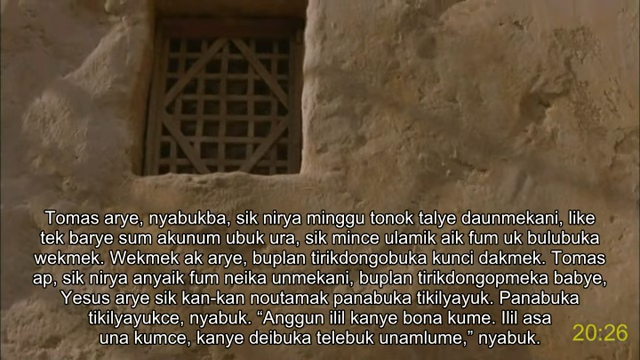 Tomas arye, nyabukba, sik nirya minggu tonok talye daunmekani, like
tek barye sum akunum ubuk ura, sik mince ulamik aik fum uk bulubuka
wekmek. Wekmek ak arye, buplan tirikdongobuka kunci dakmek. Tomas
ap, sik nirya anyaik fum neika unmekani, buplan tirikdongopmeka babye,
Yesus arye sik kan-kan noutamak panabuka tikilyayuk. Panabuka
tikilyayukce, nyabuk. “Anggun ilil kanye bona kume. Ilil asa
una kumce, kanye deibuka telebuk unamlume,” nyabuk.
20:26